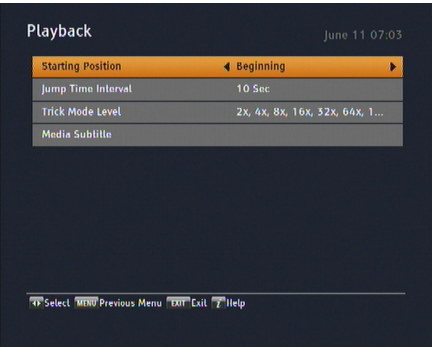 Playback
June 11 07:03
Starting Position Beginning
Jump Time Interval 10 Sec
Trick Mode Level 2x, 4x, 8x, 16x, 32x, 64x, 1...
Media Subtitle
Select MENU Previous Menu EXIT Exit i Help